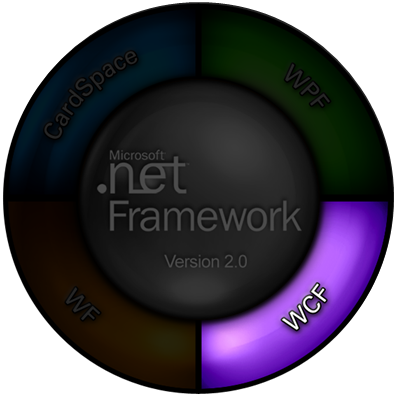 CardSpace
WPF
Microsoft
.net
Framework
Version 2.0
WF
WCF